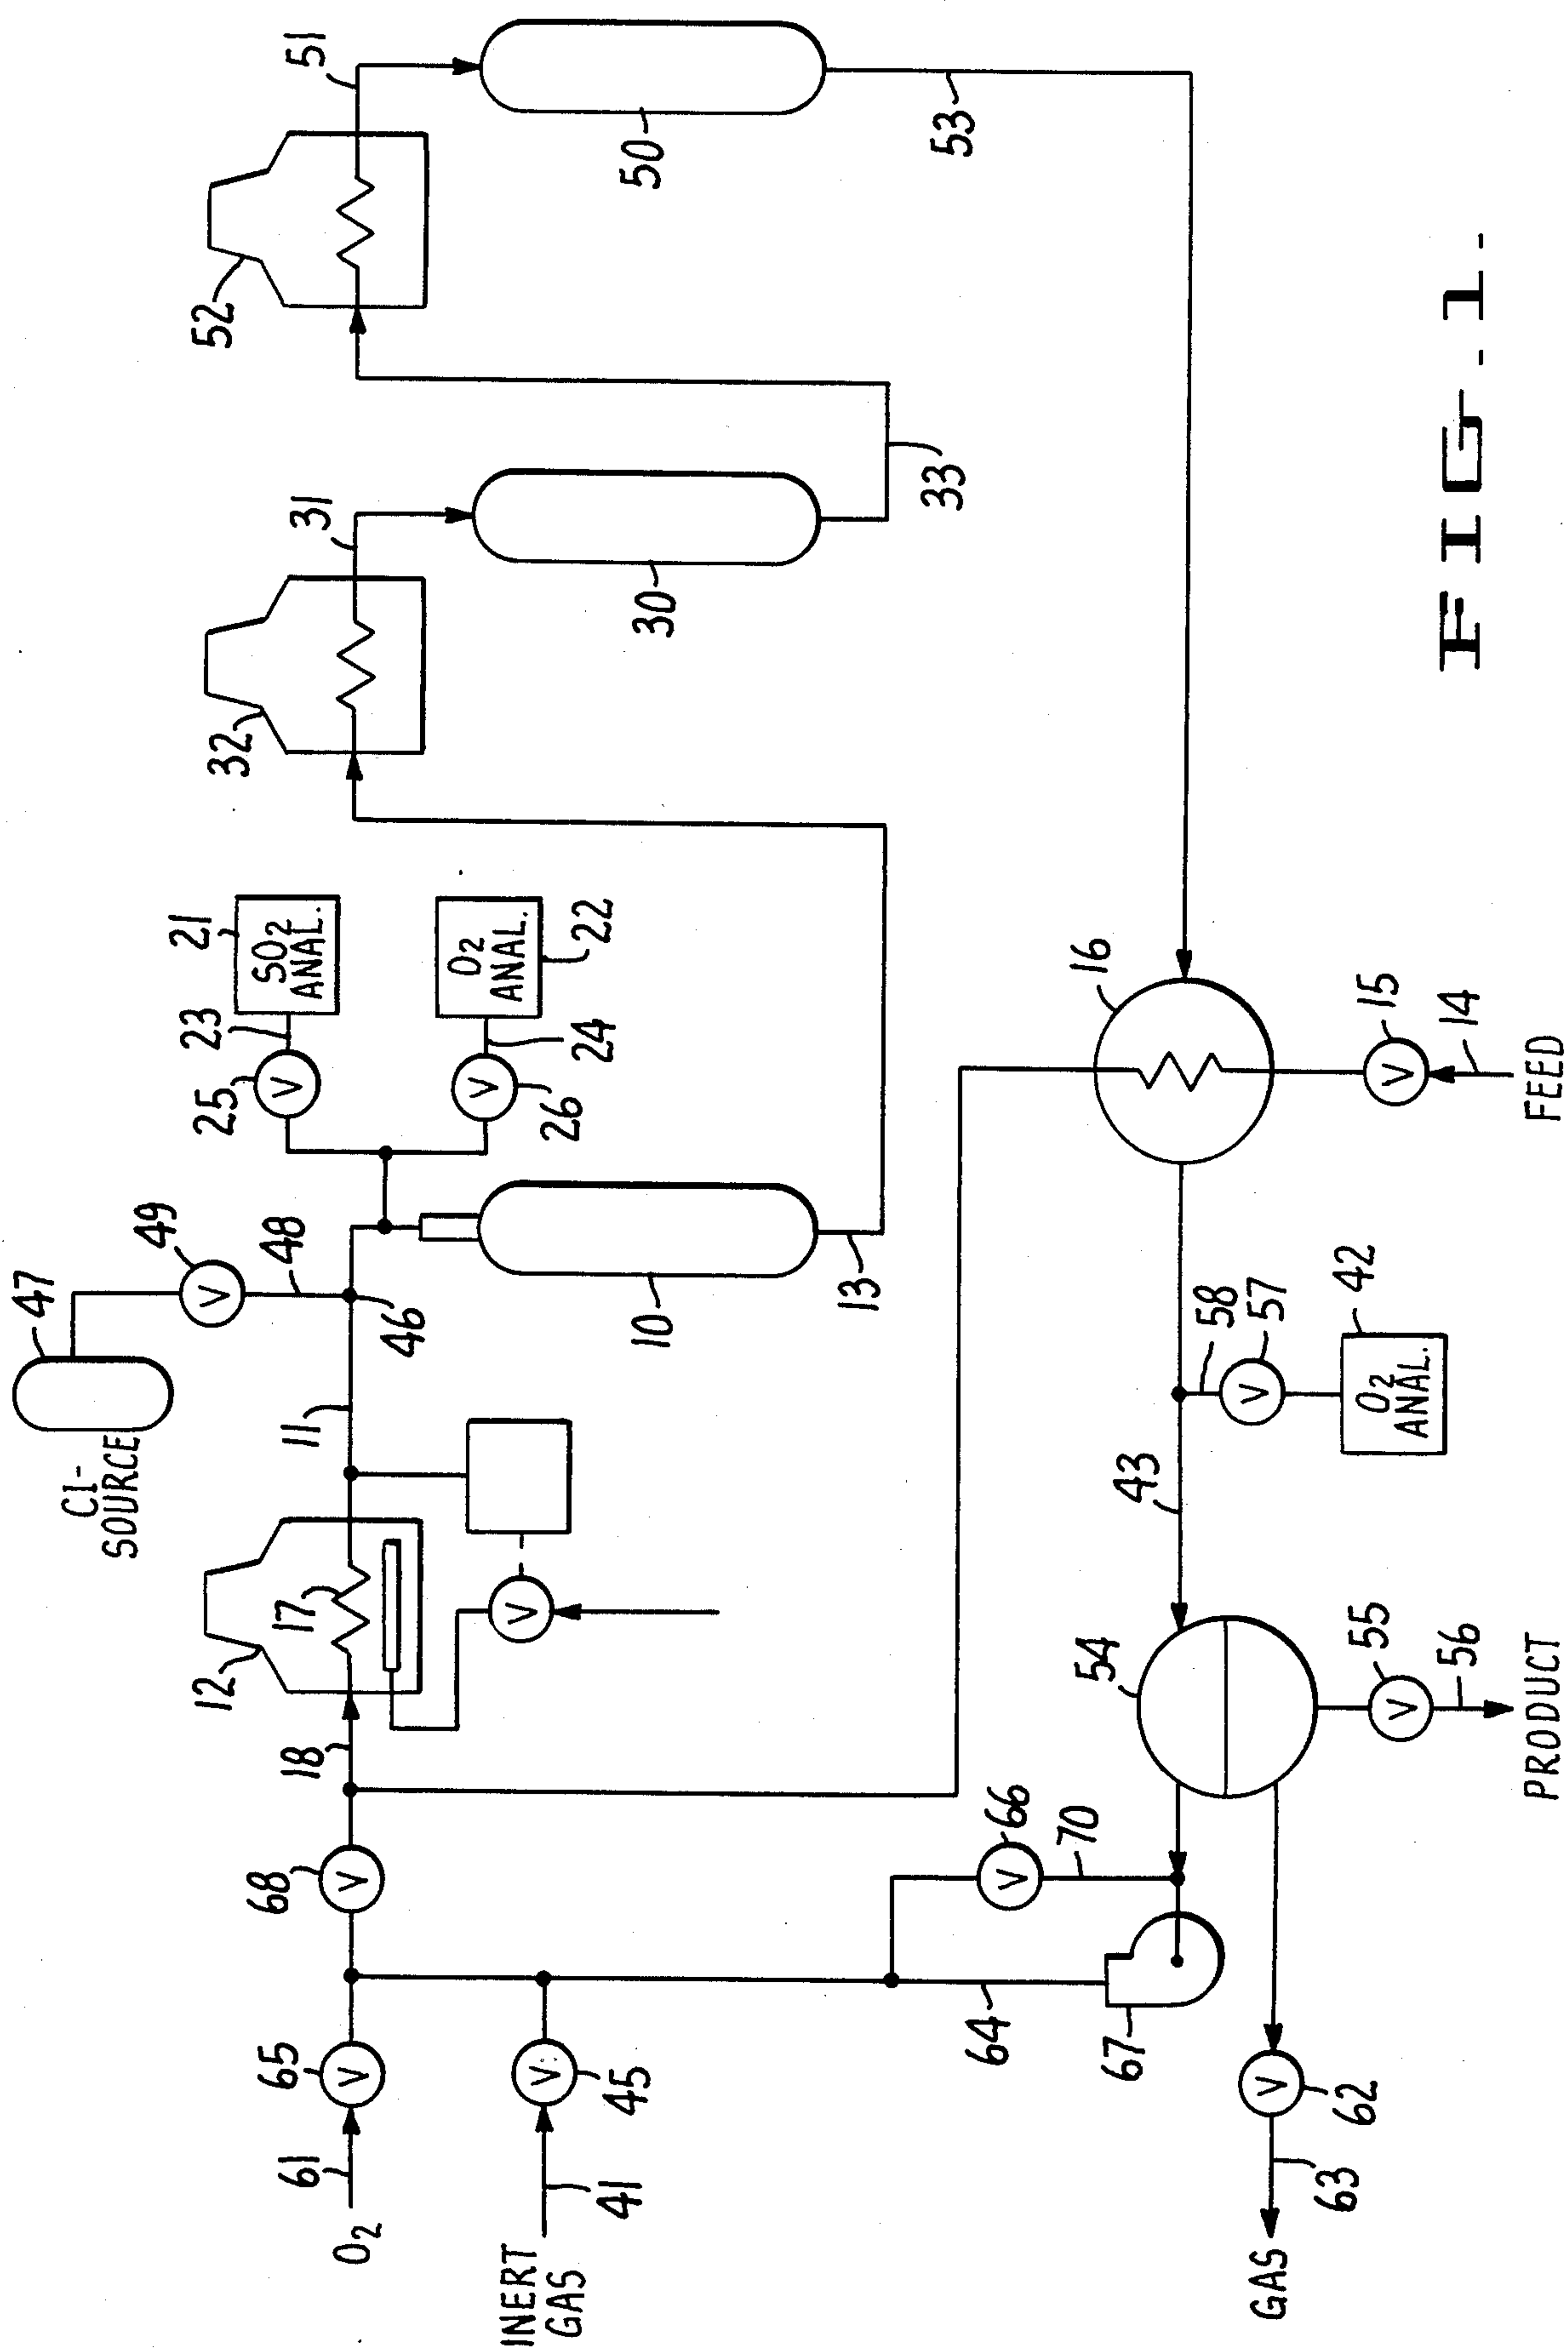 47
Cl-
SOURCE
49
V
48
21
SO2
ANAL.
23
25
V
12
17
32
52
O2
61
65
V
68
V
18
11
46
31
51
O2
ANAL.
22
24
26
V
INERT
GAS
41
45
V
V
10
30
50
13
33
53
64
66
V
70
67
54
43
58
57
V
42
O2
ANAL.
16
GAS
63
62
V
55
V
56
PRODUCT
15
V
14
FEED
FIG. 1.